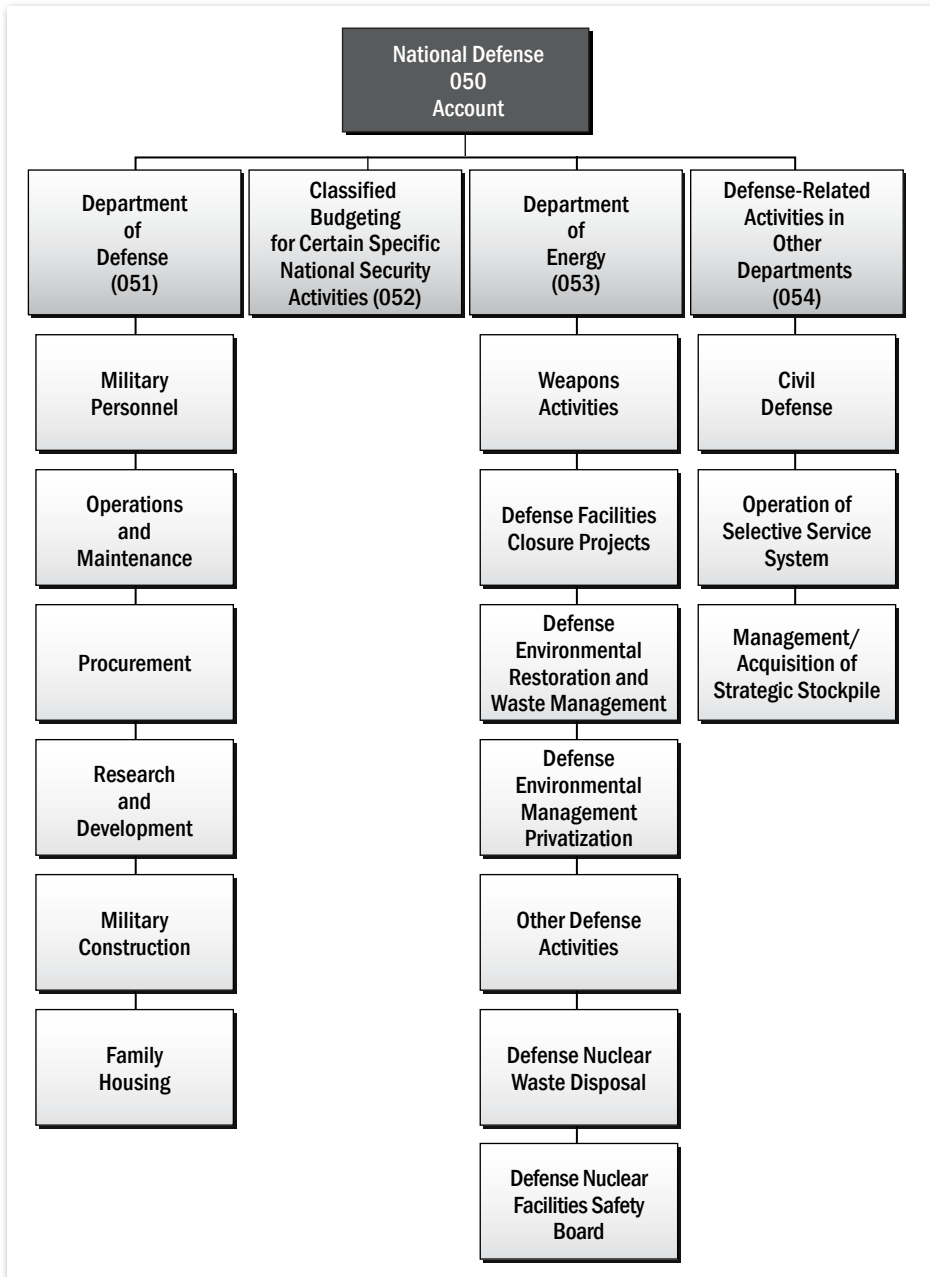 National Defense
050
Account
Department
of
Defense
(051)
Classified
Budgeting
for Certain Specific
National Security
Activities (052)
Department
of
Energy
(053)
Defense-Related
Activities in
Other
Departments
(054)
Military
Personnel
Operations
and
Maintenance
Procurement
Research
and
Development
Military
Construction
Family
Housing
Weapons
Activities
Defense Facilities
Closure Projects
Defense
Environmental
Restoration and
Waste Management
Defense
Environmental
Management
Privatization
Other Defense
Activities
Defense Nuclear
Waste Disposal
Defense Nuclear
Facilities Safety
Board
Civil
Defense
Operation of
Selective Service
System
Management/
Acquisition of
Strategic Stockpile